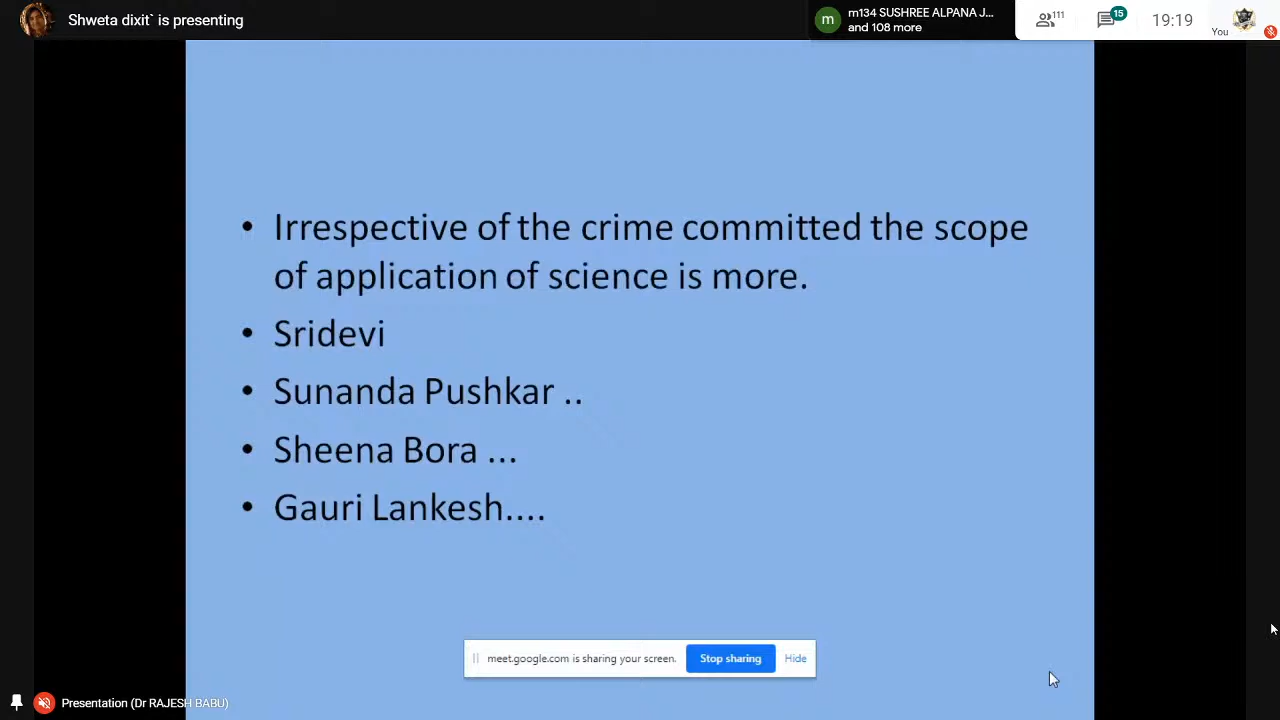 Shweta dixit` is presenting
m
m134 SUSHREE ALPANA J...
and 108 more
111
15
19:19
You
• Irrespective of the crime committed the scope
of application of science is more.
• Sridevi
• Sunanda Pushkar ..
• Sheena Bora ...
• Gauri Lankesh....
meet.google.com is sharing your screen.
Stop sharing
Hide
Presentation (Dr RAJESH BABU)